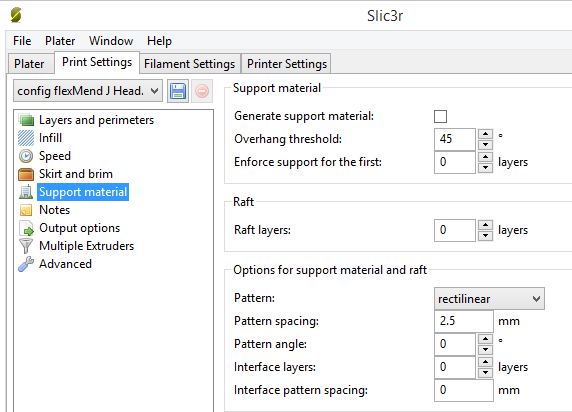 Slic3r
File Plater Window Help
Plater Print Settings Filament Settings Printer Settings
config flexMend J Head.
Layers and perimeters
Infill
Speed
Skirt and brim
Support material
Notes
Output options
Multiple Extruders
Advanced
Support material
Generate support material:
Overhang threshold: 45 °
Enforce support for the first: 0 layers
Raft
Raft layers: 0 layers
Options for support material and raft
Pattern: rectilinear
Pattern spacing: 2.5 mm
Pattern angle: 0 °
Interface layers: 0 layers
Interface pattern spacing: 0 mm